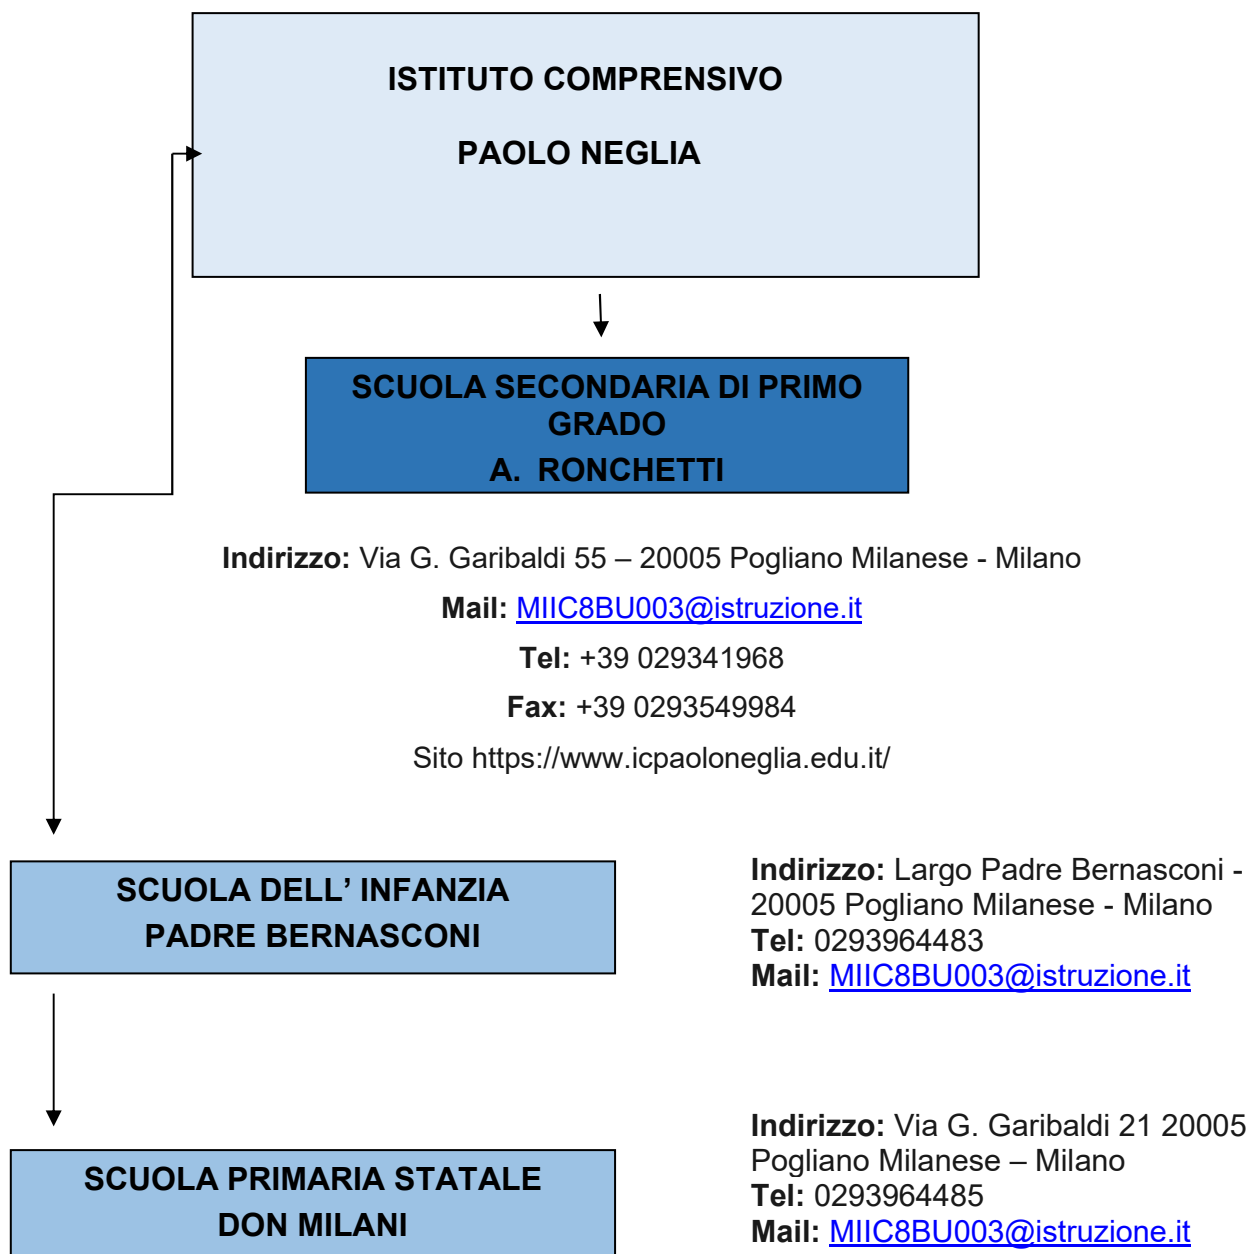 ISTITUTO COMPRENSIVO
PAOLO NEGLIA
SCUOLA SECONDARIA DI PRIMO
GRADO
A. RONCHETTI
Indirizzo: Via G. Garibaldi 55 – 20005 Pogliano Milanese - Milano
Mail: MIIC8BU003@istruzione.it
Tel: +39 029341968
Fax: +39 0293549984
Sito https://www.icpaoloneglia.edu.it/
SCUOLA DELL’ INFANZIA
PADRE BERNASCONI
Indirizzo: Largo Padre Bernasconi -
20005 Pogliano Milanese - Milano
Tel: 0293964483
Mail: MIIC8BU003@istruzione.it
SCUOLA PRIMARIA STATALE
DON MILANI
Indirizzo: Via G. Garibaldi 21 20005
Pogliano Milanese – Milano
Tel: 0293964485
Mail: MIIC8BU003@istruzione.it